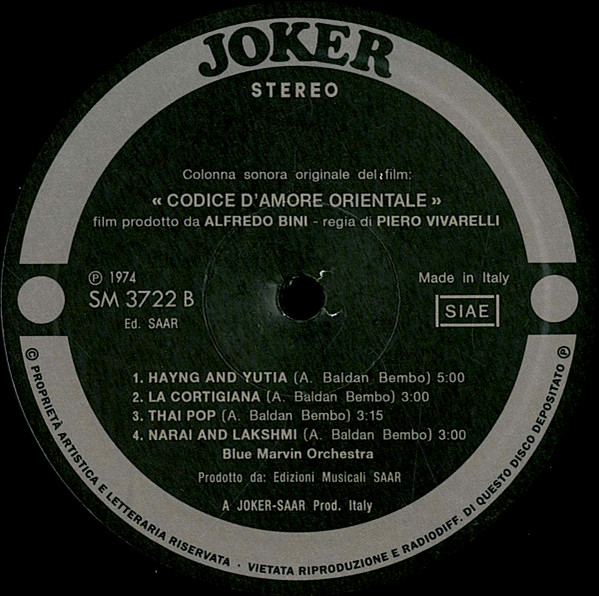 JOKER
STEREO
Colonna sonora originale del film:
« CODICE D'AMORE ORIENTALE »
film prodotto da ALFREDO BINI - regia di PIERO VIVARELLI
Ⓟ 1974
SM 3722 B
Ed. SAAR
Made in Italy
SIAE
1. HAYNG AND YUTIA (A. Baldan Bembo) 5:00
2. LA CORTIGIANA (A. Baldan Bembo) 3:00
3. THAI POP (A. Baldan Bembo) 3:15
4. NARAI AND LAKSHMI (A. Baldan Bembo) 3:00
Blue Marvin Orchestra
Prodotto da: Edizioni Musicali SAAR
A JOKER-SAAR Prod. Italy
© PROPRIETÀ ARTISTICA E LETTERARIA RISERVATA · VIETATA RIPRODUZIONE E RADIODIFF. DI QUESTO DISCO DEPOSITATO Ⓟ